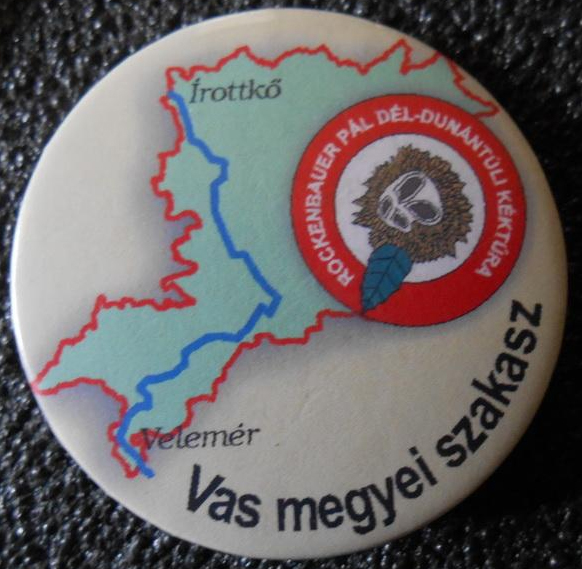 Írottkő
ROCKENBAUER PÁL DÉL-DUNÁNTÚLI KÉKTÚRA
Velemér
Vas megyei szakasz